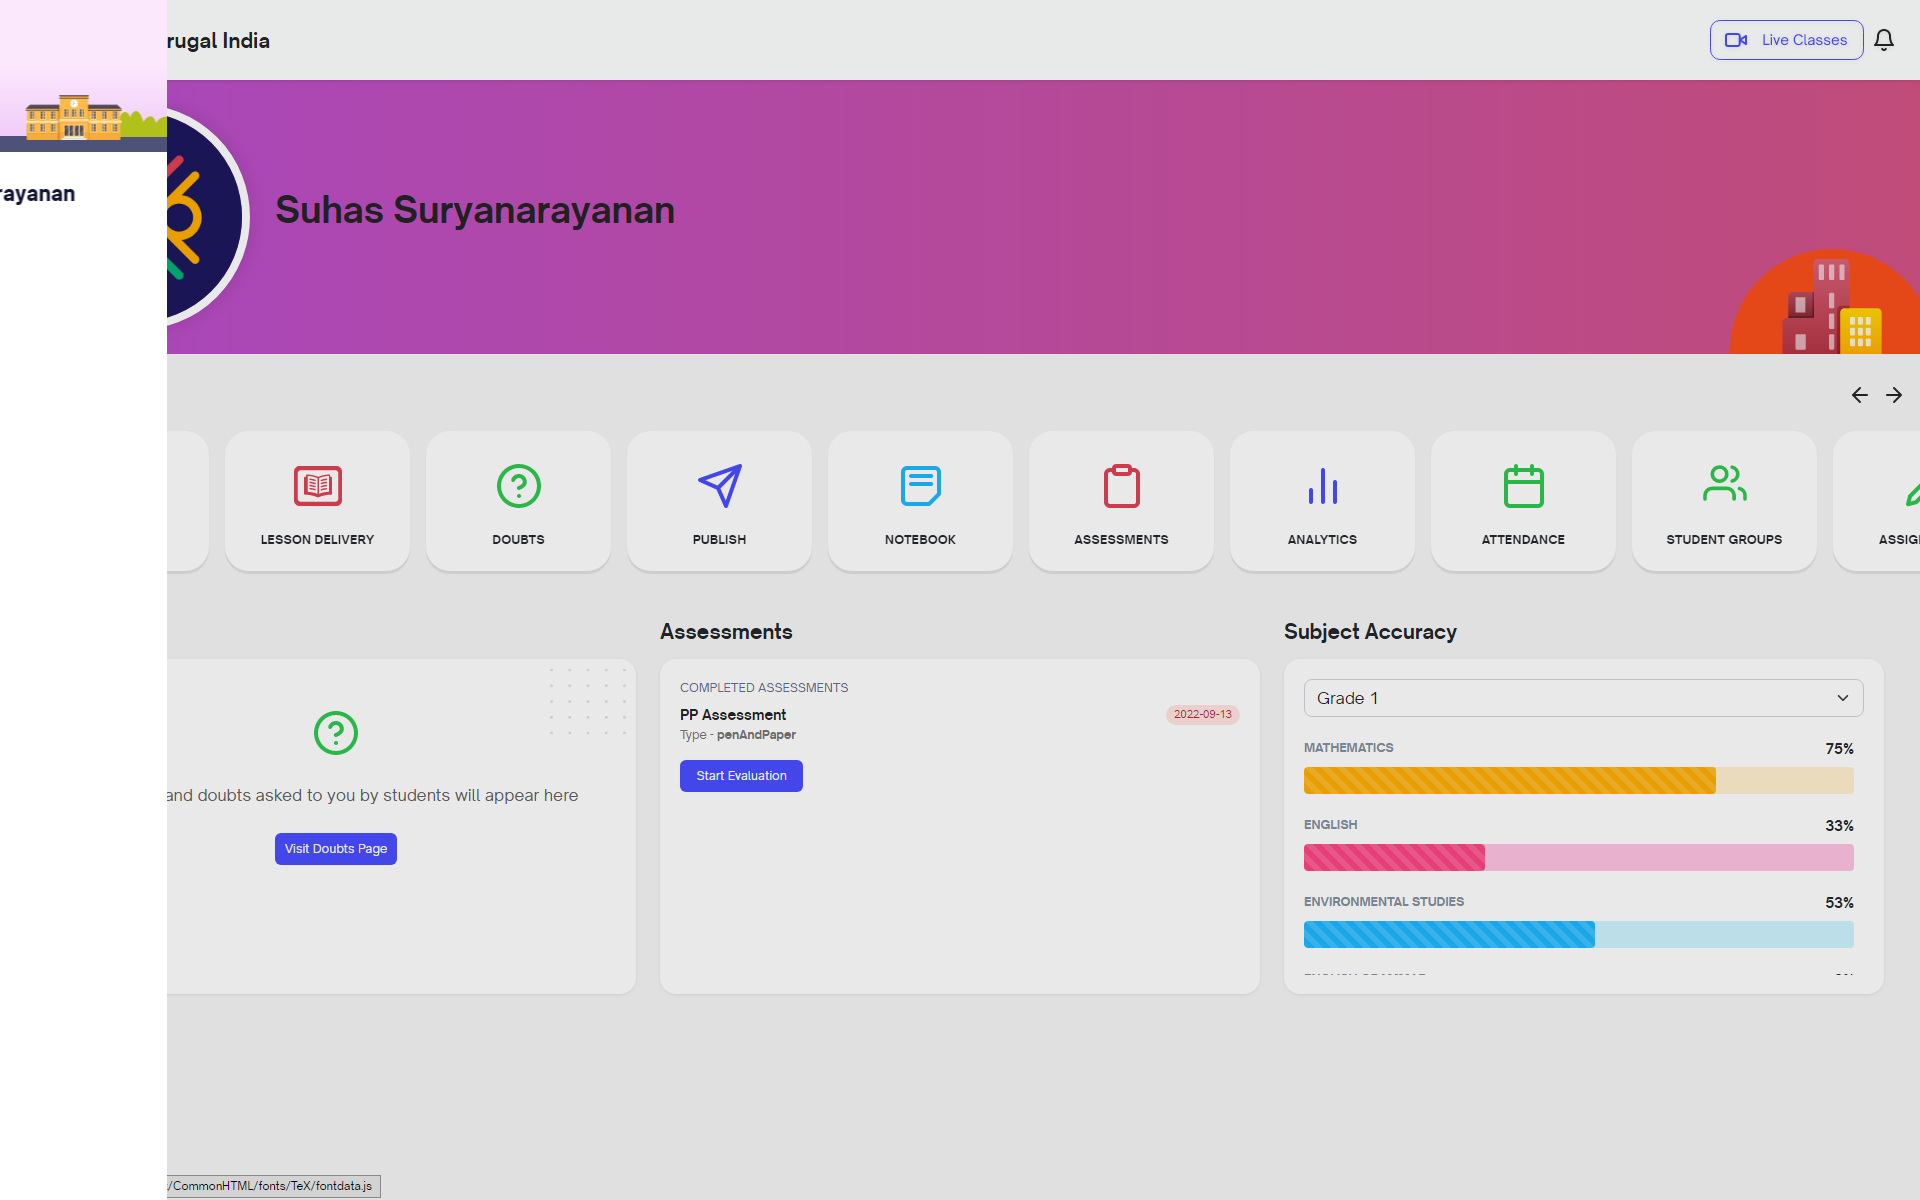 rugal India
Live Classes
rayanan
Suhas Suryanarayanan
LESSON DELIVERY
DOUBTS
PUBLISH
NOTEBOOK
ASSESSMENTS
ANALYTICS
ATTENDANCE
STUDENT GROUPS
ASSIG
Assessments
Subject Accuracy
COMPLETED ASSESSMENTS
PP Assessment
2022-09-13
Type - penAndPaper
Start Evaluation
and doubts asked to you by students will appear here
Visit Doubts Page
Grade 1
MATHEMATICS 75%
ENGLISH 33%
ENVIRONMENTAL STUDIES 53%
/CommonHTML/fonts/TeX/fontdata.js